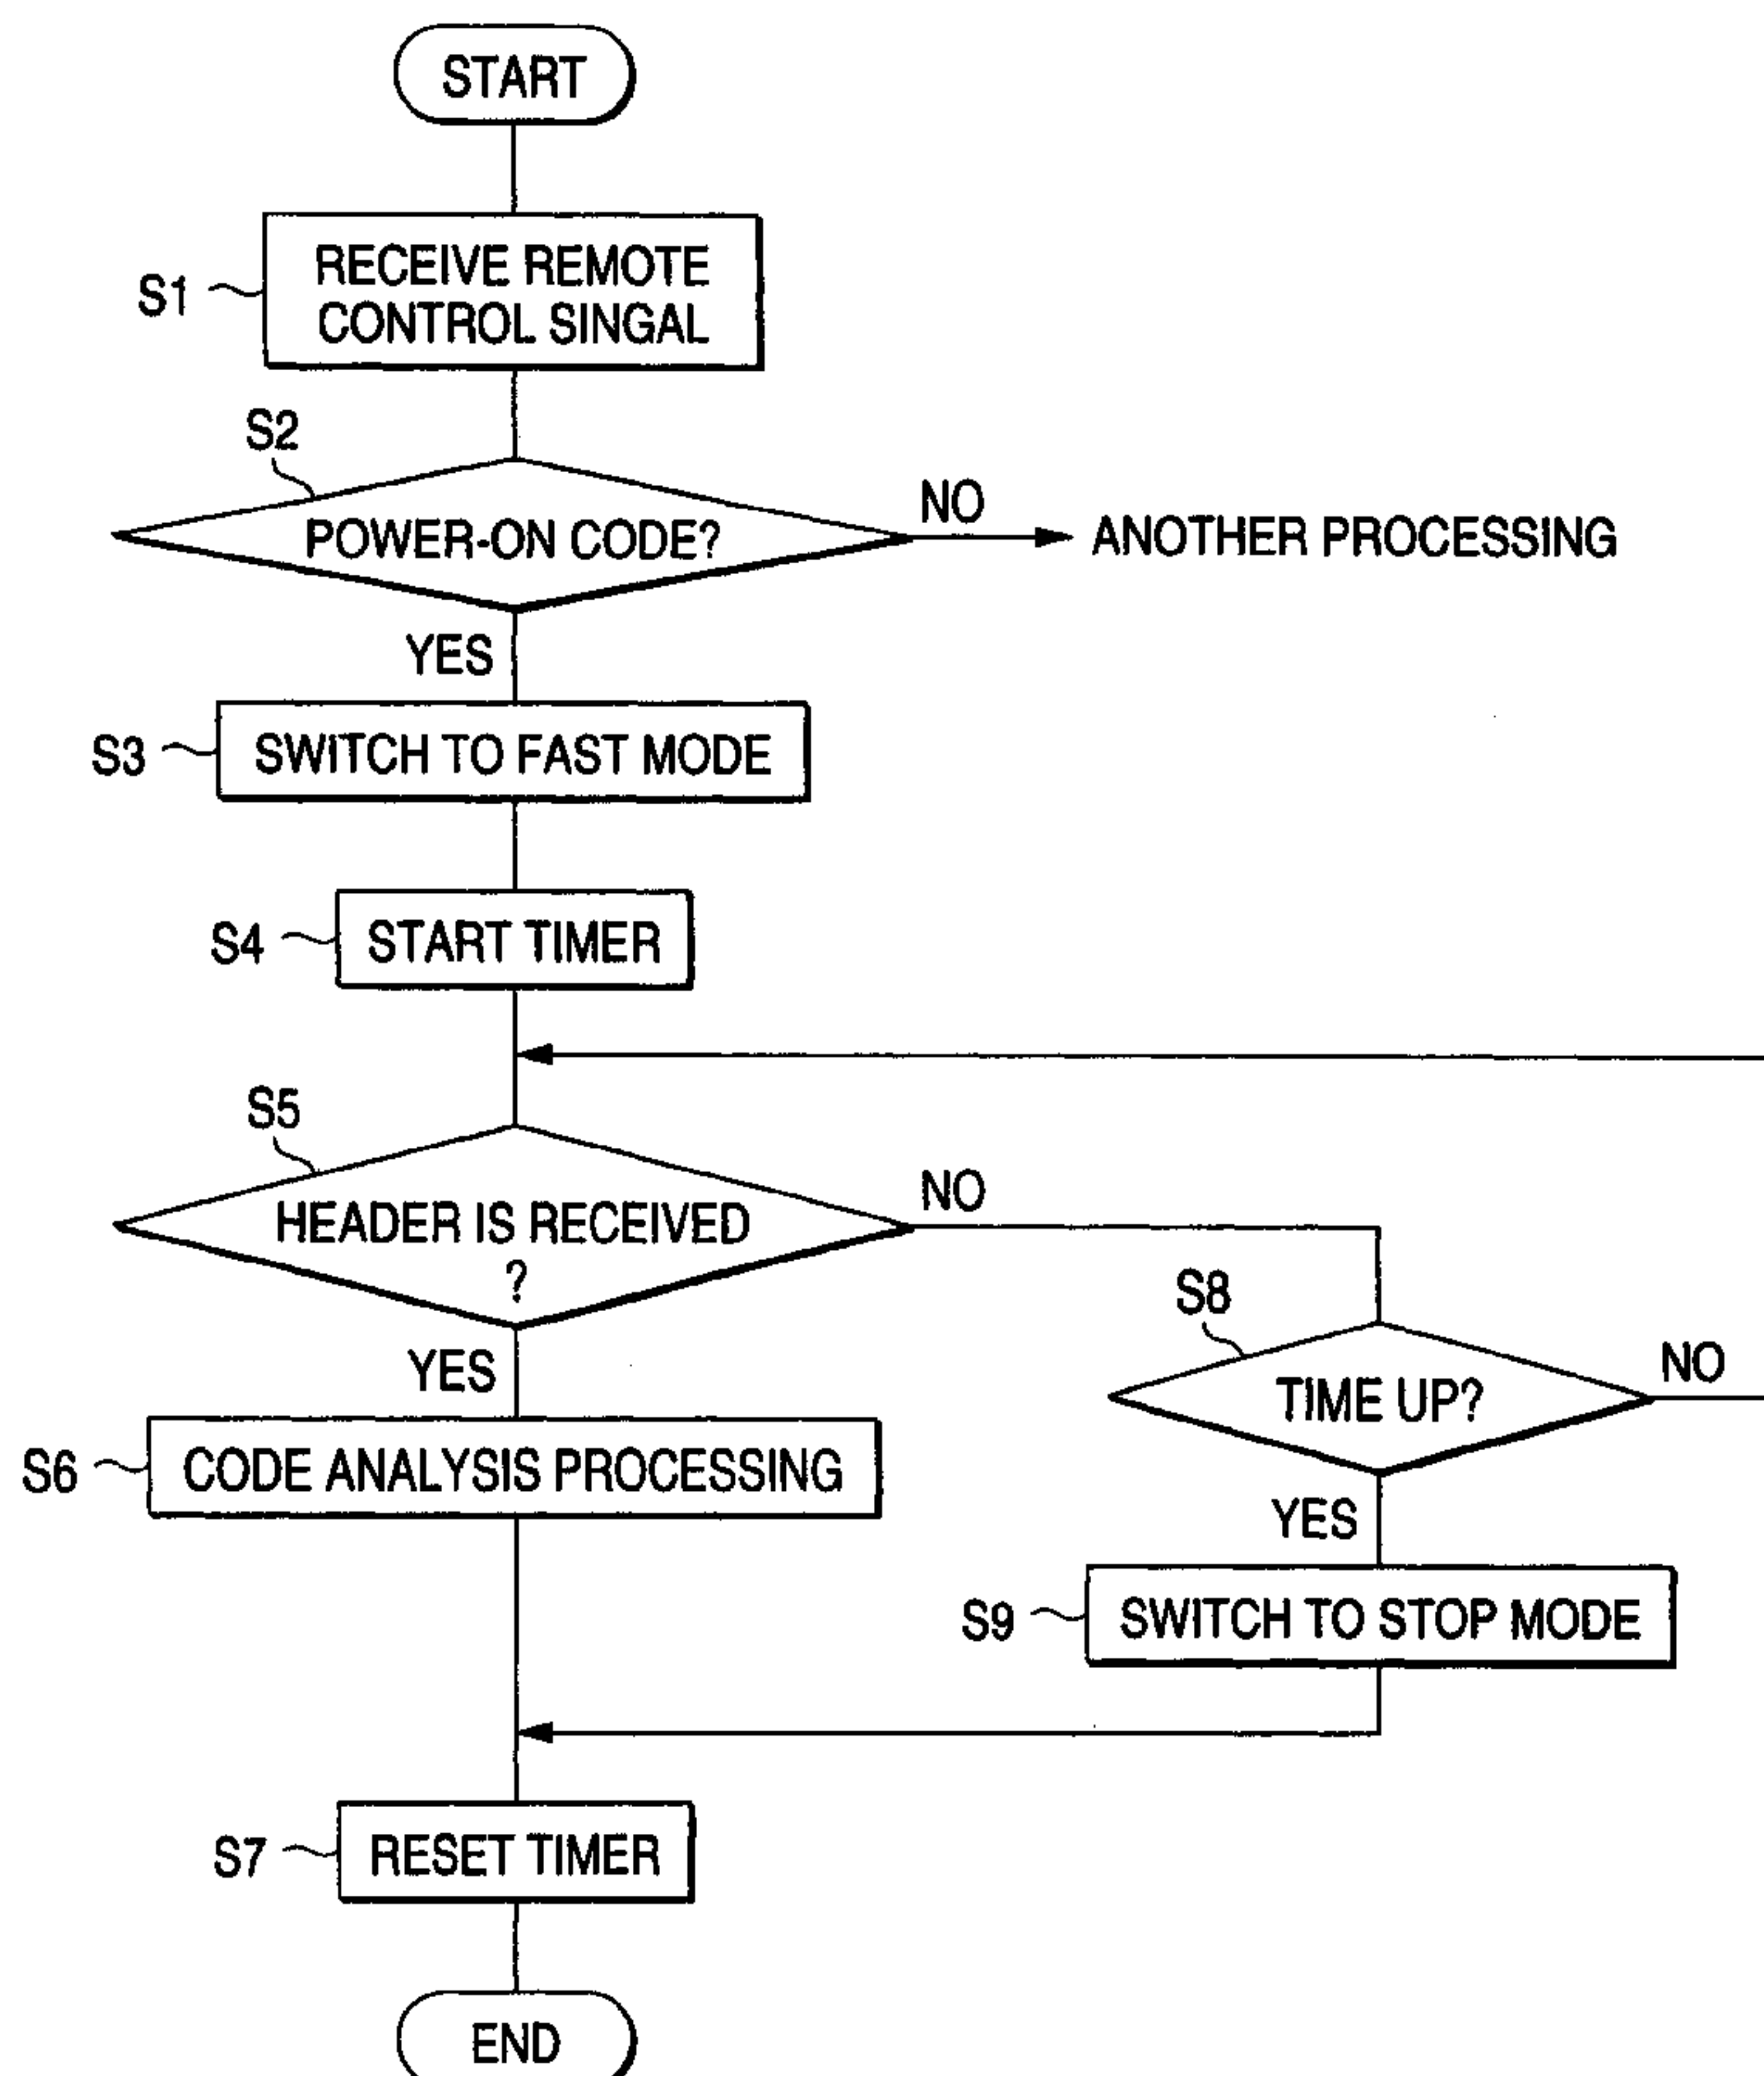 START
S1
RECEIVE REMOTE
CONTROL SINGAL
S2
POWER-ON CODE?
NO
ANOTHER PROCESSING
YES
S3
SWITCH TO FAST MODE
S4
START TIMER
S5
HEADER IS RECEIVED
?
NO
YES
S8
TIME UP?
NO
S6
CODE ANALYSIS PROCESSING
YES
S9
SWITCH TO STOP MODE
S7
RESET TIMER
END